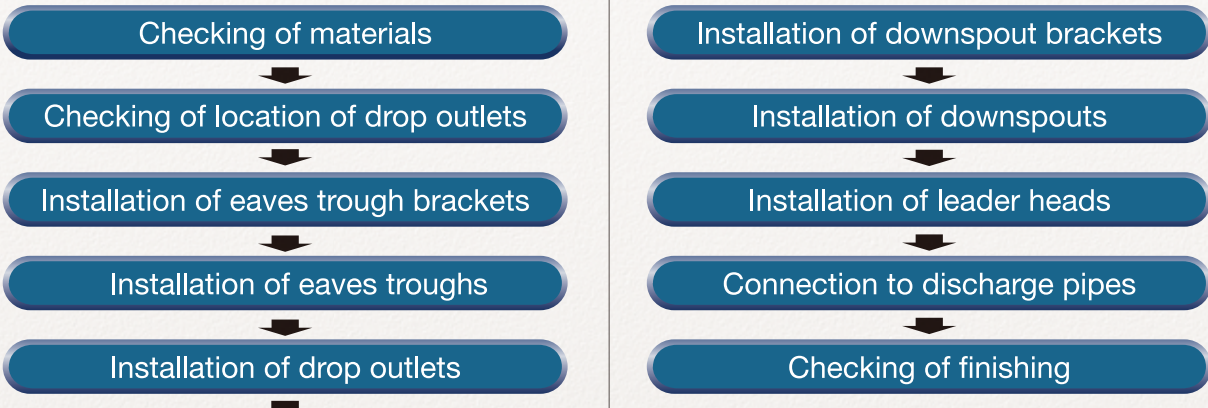 Checking of materials
Checking of location of drop outlets
Installation of eaves trough brackets
Installation of eaves troughs
Installation of drop outlets
Installation of downspout brackets
Installation of downspouts
Installation of leader heads
Connection to discharge pipes
Checking of finishing